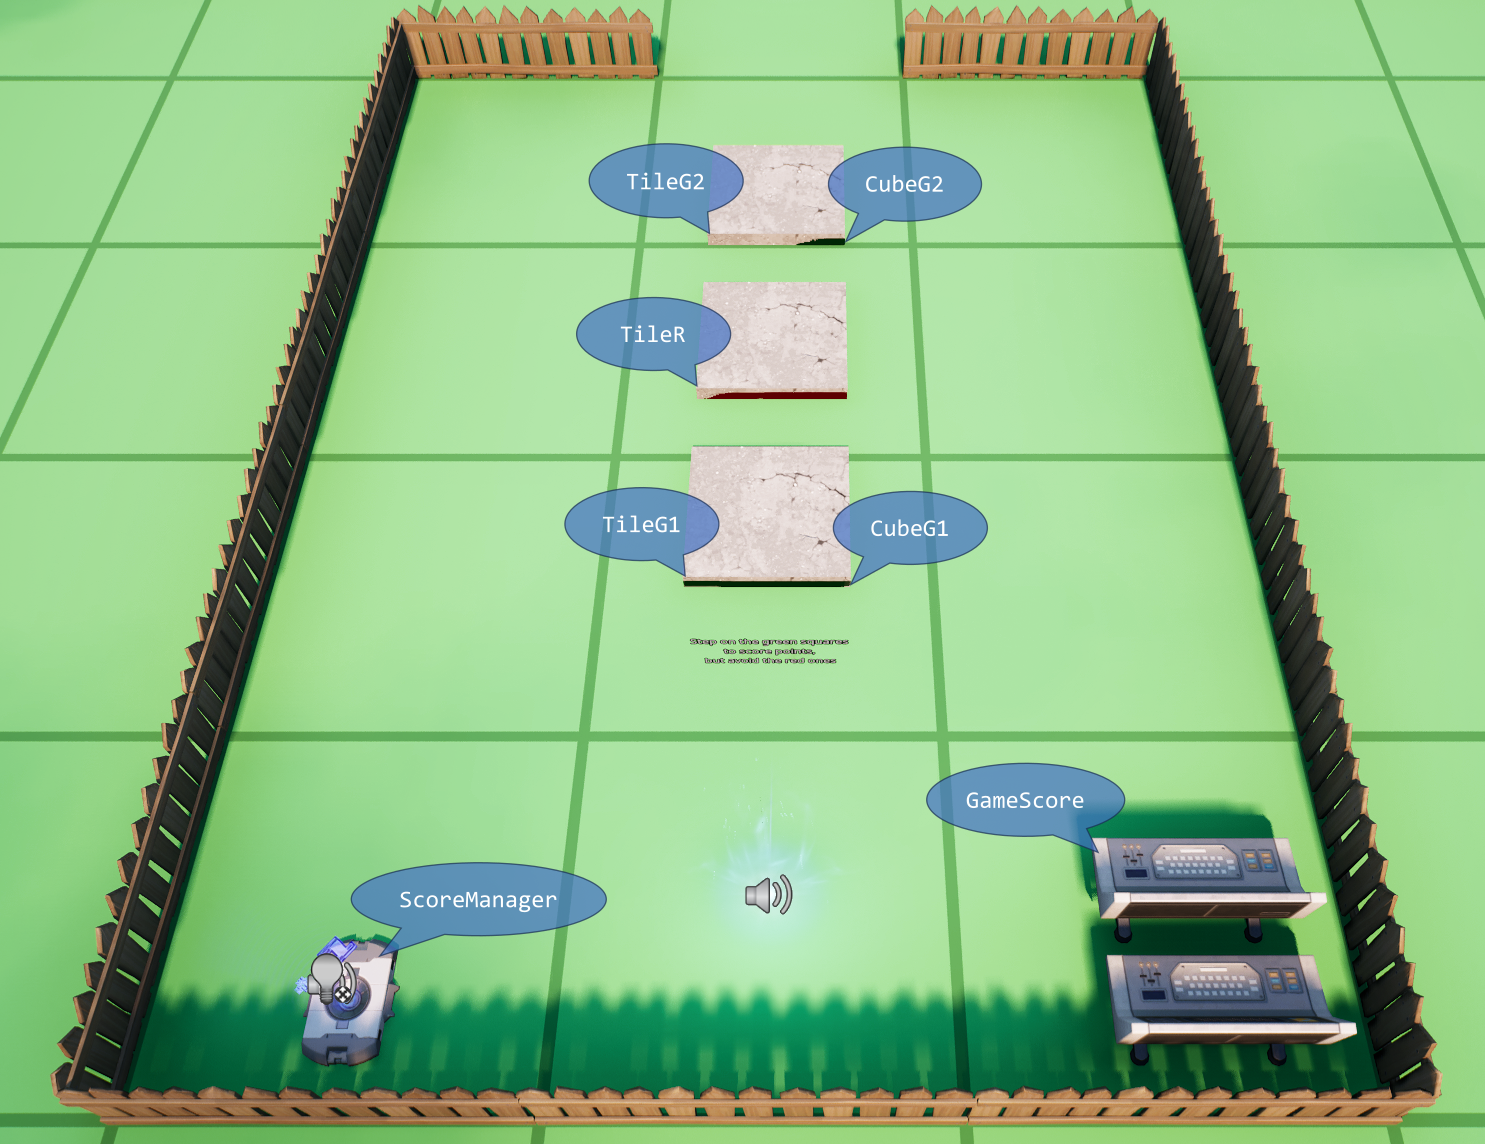 TileG2
CubeG2
TileR
TileG1
CubeG1
Step on the green squares
to score points,
but avoid the red ones
GameScore
ScoreManager